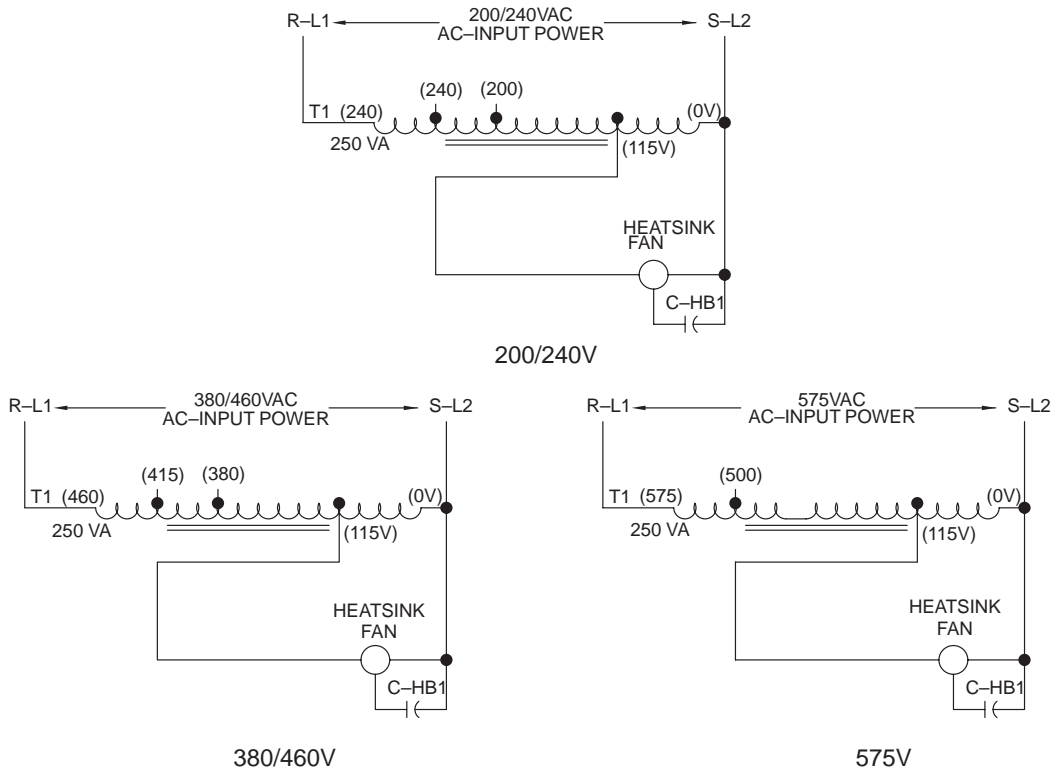 R–L1 200/240VAC S–L2
AC–INPUT POWER
(240) (200)
T1 (240) (0V)
250 VA (115V)
HEATSINK
FAN
C–HB1
200/240V
R–L1 380/460VAC S–L2
AC–INPUT POWER
(415) (380)
T1 (460) (0V)
250 VA (115V)
HEATSINK
FAN
C–HB1
380/460V
R–L1 575VAC S–L2
AC–INPUT POWER
(500)
T1 (575) (0V)
250 VA (115V)
HEATSINK
FAN
C–HB1
575V